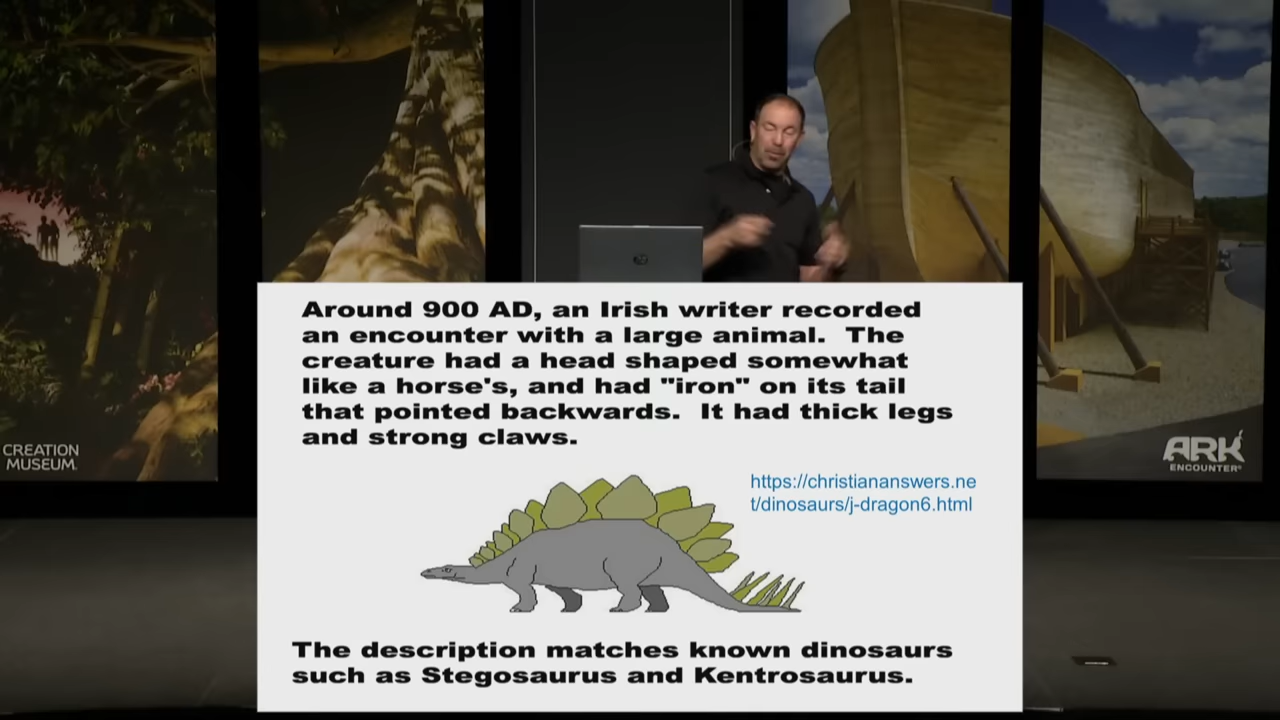 CREATION
MUSEUM
ARK
ENCOUNTER
Around 900 AD, an Irish writer recorded
an encounter with a large animal.  The
creature had a head shaped somewhat
like a horse's, and had "iron" on its tail
that pointed backwards.  It had thick legs
and strong claws.
https://christiananswers.ne
t/dinosaurs/j-dragon6.html
The description matches known dinosaurs
such as Stegosaurus and Kentrosaurus.